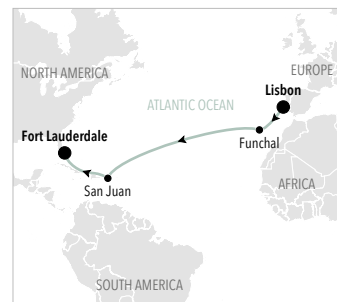 NORTH AMERICA
EUROPE
Lisbon
ATLANTIC OCEAN
Fort Lauderdale
Funchal
San Juan
AFRICA
SOUTH AMERICA